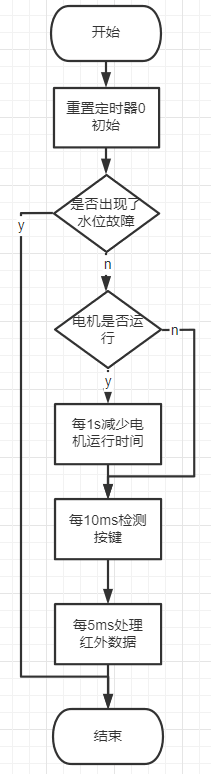 开始
重置定时器0
初始
是否出现了
水位故障
y
n
电机是否运
行
n
y
每1s减少电
机运行时间
每10ms检测
按键
每5ms处理
红外数据
结束